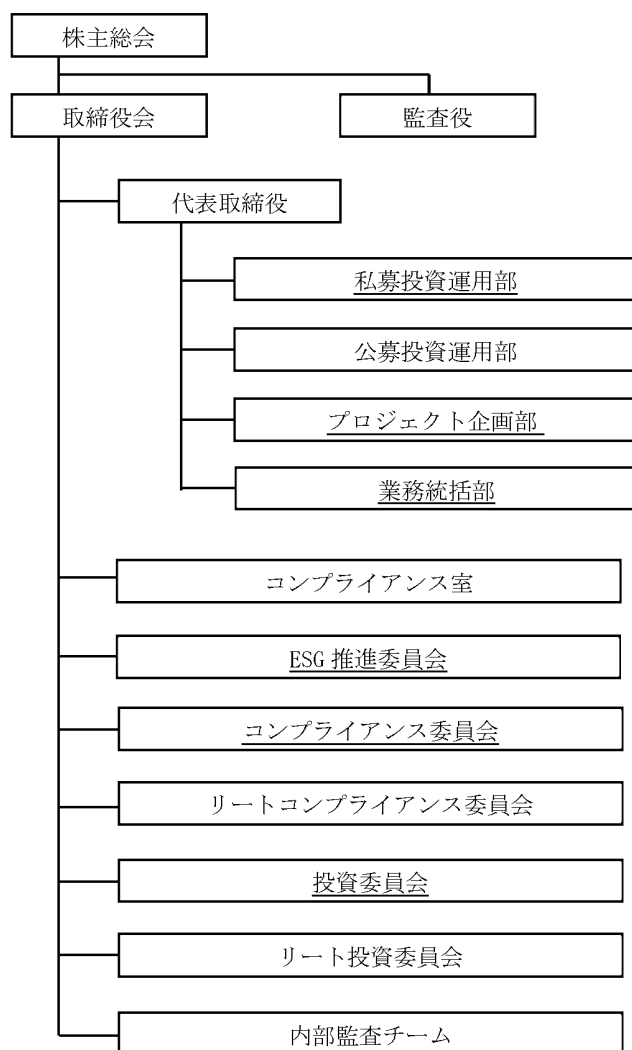 株主総会
取締役会
監査役
代表取締役
私募投資運用部
公募投資運用部
プロジェクト企画部
業務統括部
コンプライアンス室
ESG 推進委員会
コンプライアンス委員会
リートコンプライアンス委員会
投資委員会
リート投資委員会
内部監査チーム